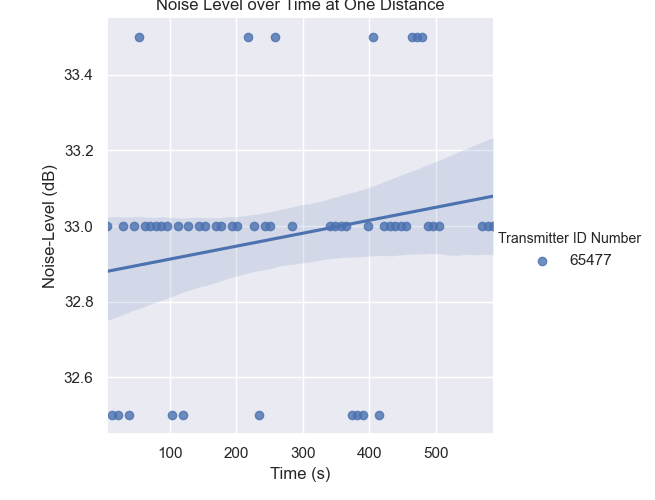 Noise Level over Time at One Distance
33.4
33.2
33.0
32.8
32.6
Noise-Level (dB)
100 200 300 400 500
Time (s)
Transmitter ID Number
65477